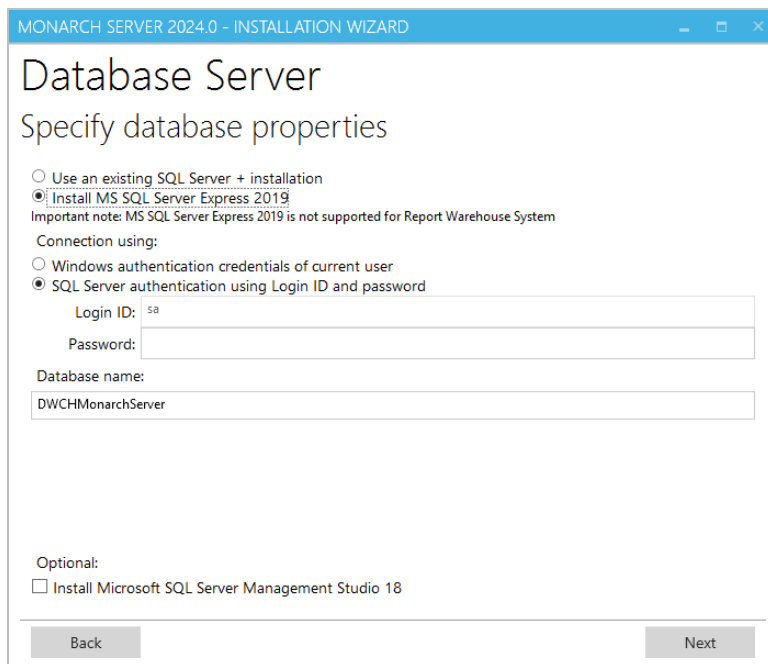 MONARCH SERVER 2024.0 - INSTALLATION WIZARD
Database Server
Specify database properties
Use an existing SQL Server + installation
Install MS SQL Server Express 2019
Important note: MS SQL Server Express 2019 is not supported for Report Warehouse System
Connection using:
Windows authentication credentials of current user
SQL Server authentication using Login ID and password
Login ID: sa
Password:
Database name:
DWCHMonarchServer
Optional:
Install Microsoft SQL Server Management Studio 18
Back Next